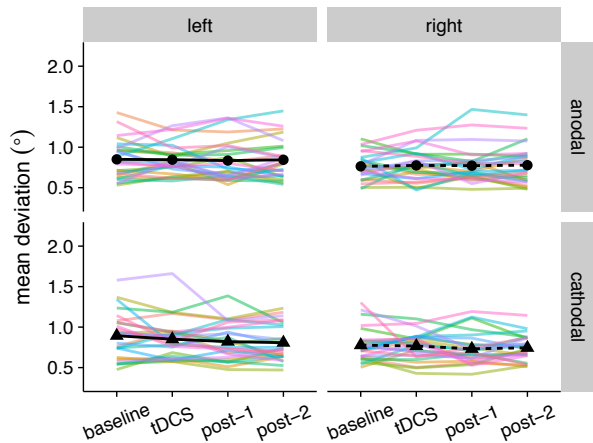 left
right
mean deviation (°)
2.0
1.5
1.0
0.5
anodal
2.0
1.5
1.0
0.5
cathodal
baseline
tDCS
post-1
post-2
baseline
tDCS
post-1
post-2